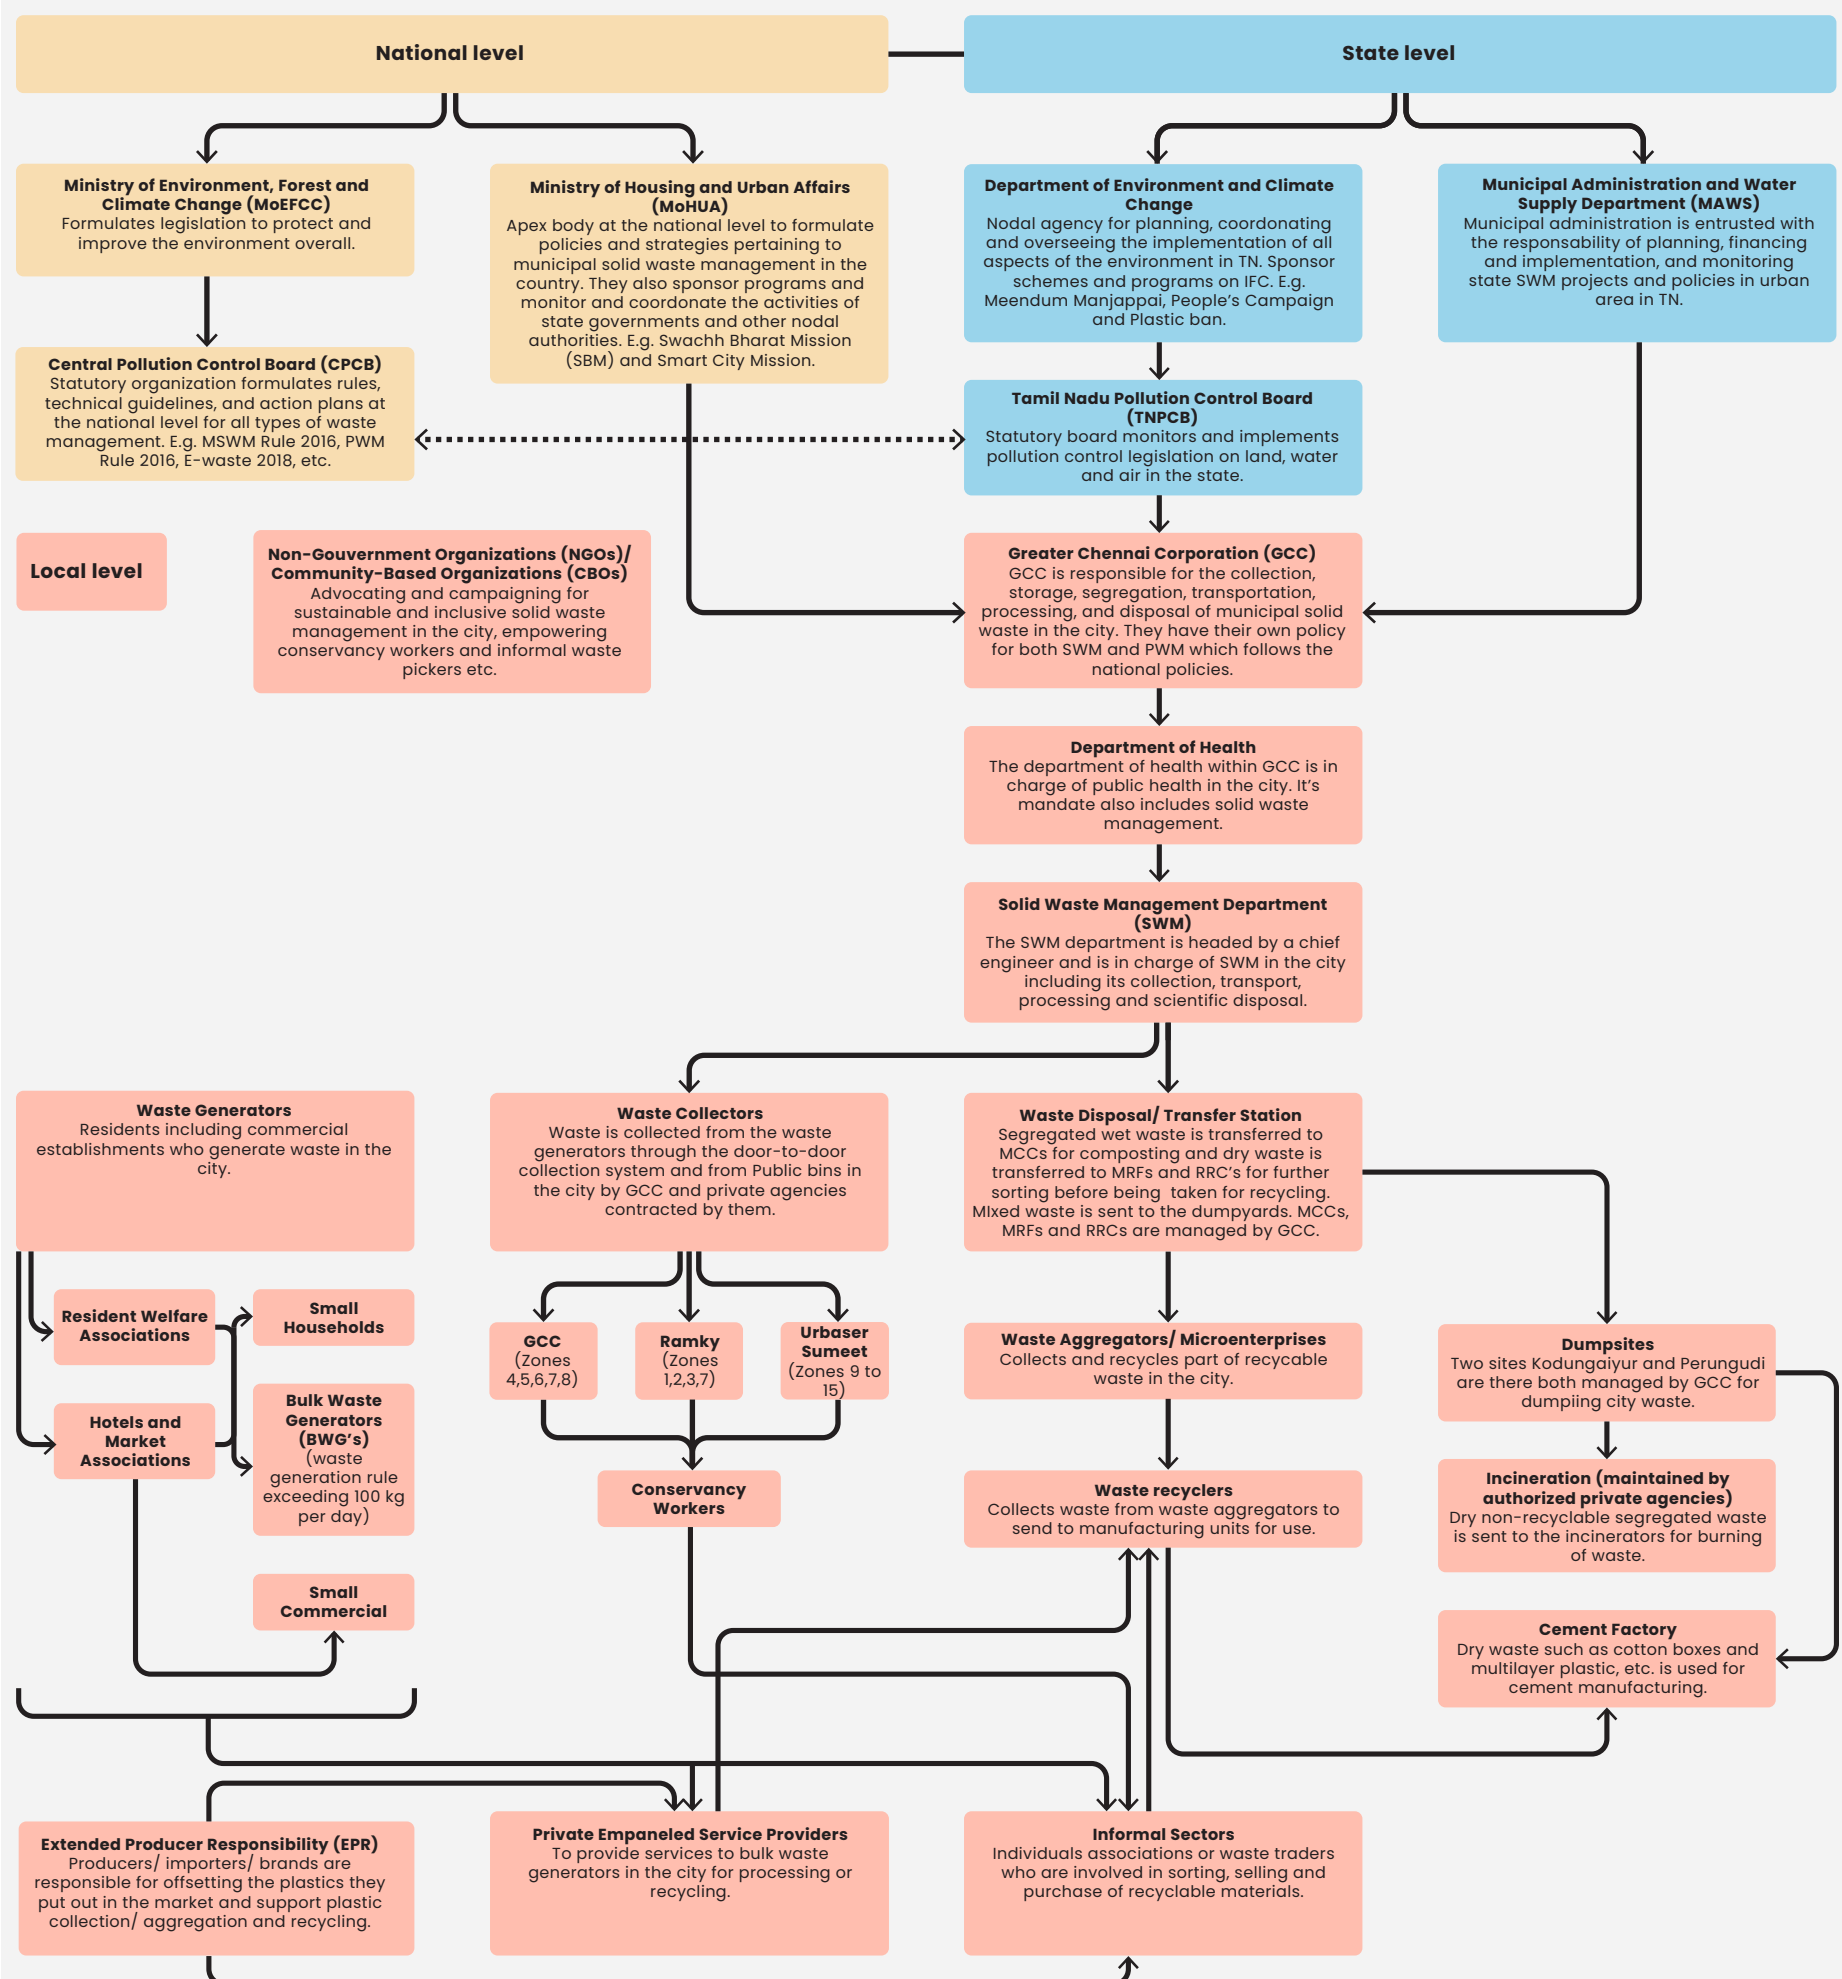 National level
State level
Ministry of Environment, Forest and
Climate Change (MoEFCC)
Formulates legislation to protect and
improve the environment overall.
Ministry of Housing and Urban Affairs
(MoHUA)
Apex body at the national level to formulate
policies and strategies pertaining to
municipal solid waste management in the
country. They also sponsor programs and
monitor and coordonate the activities of
state governments and other nodal
authorities. E.g. Swachh Bharat Mission
(SBM) and Smart City Mission.
Department of Environment and Climate
Change
Nodal agency for planning, coordonating
and overseeing the implementation of all
aspects of the environment in TN. Sponsor
schemes and programs on IFC. E.g.
Meendum Manjappai, People’s Campaign
and Plastic ban.
Municipal Administration and Water
Supply Department (MAWS)
Municipal administration is entrusted with
the responsability of planning, financing
and implementation, and monitoring
state SWM projects and policies in urban
area in TN.
Central Pollution Control Board (CPCB)
Statutory organization formulates rules,
technical guidelines, and action plans at
the national level for all types of waste
management. E.g. MSWM Rule 2016, PWM
Rule 2016, E-waste 2018, etc.
Tamil Nadu Pollution Control Board
(TNPCB)
Statutory board monitors and implements
pollution control legislation on land, water
and air in the state.
Local level
Non-Gouvernment Organizations (NGOs)/
Community-Based Organizations (CBOs)
Advocating and campaigning for
sustainable and inclusive solid waste
management in the city, empowering
conservancy workers and informal waste
pickers etc.
Greater Chennai Corporation (GCC)
GCC is responsible for the collection,
storage, segregation, transportation,
processing, and disposal of municipal solid
waste in the city. They have their own policy
for both SWM and PWM which follows the
national policies.
Department of Health
The department of health within GCC is in
charge of public health in the city. It’s
mandate also includes solid waste
management.
Solid Waste Management Department
(SWM)
The SWM department is headed by a chief
engineer and is in charge of SWM in the city
including its collection, transport,
processing and scientific disposal.
Waste Generators
Residents including commercial
establishments who generate waste in the
city.
Waste Collectors
Waste is collected from the waste
generators through the door-to-door
collection system and from Public bins in
the city by GCC and private agencies
contracted by them.
Waste Disposal/ Transfer Station
Segregated wet waste is transferred to
MCCs for composting and dry waste is
transferred to MRFs and RRC’s for further
sorting before being  taken for recycling.
MIxed waste is sent to the dumpyards. MCCs,
MRFs and RRCs are managed by GCC.
Resident Welfare
Associations
Small
Households
Hotels and
Market
Associations
Bulk Waste
Generators
(BWG’s)
(waste
generation rule
exceeding 100 kg
per day)
Small
Commercial
GCC
(Zones
4,5,6,7,8)
Ramky
(Zones
1,2,3,7)
Urbaser
Sumeet
(Zones 9 to
15)
Conservancy
Workers
Waste Aggregators/ Microenterprises
Collects and recycles part of recycable
waste in the city.
Waste recyclers
Collects waste from waste aggregators to
send to manufacturing units for use.
Dumpsites
Two sites Kodungaiyur and Perungudi
are there both managed by GCC for
dumpiing city waste.
Incineration (maintained by
authorized private agencies)
Dry non-recyclable segregated waste
is sent to the incinerators for burning
of waste.
Cement Factory
Dry waste such as cotton boxes and
multilayer plastic, etc. is used for
cement manufacturing.
Extended Producer Responsibility (EPR)
Producers/ importers/ brands are
responsible for offsetting the plastics they
put out in the market and support plastic
collection/ aggregation and recycling.
Private Empaneled Service Providers
To provide services to bulk waste
generators in the city for processing or
recycling.
Informal Sectors
Individuals associations or waste traders
who are involved in sorting, selling and
purchase of recyclable materials.